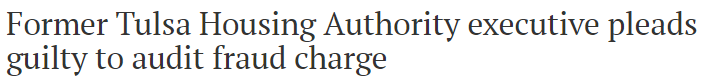 Former Tulsa Housing Authority executive pleads
guilty to audit fraud charge